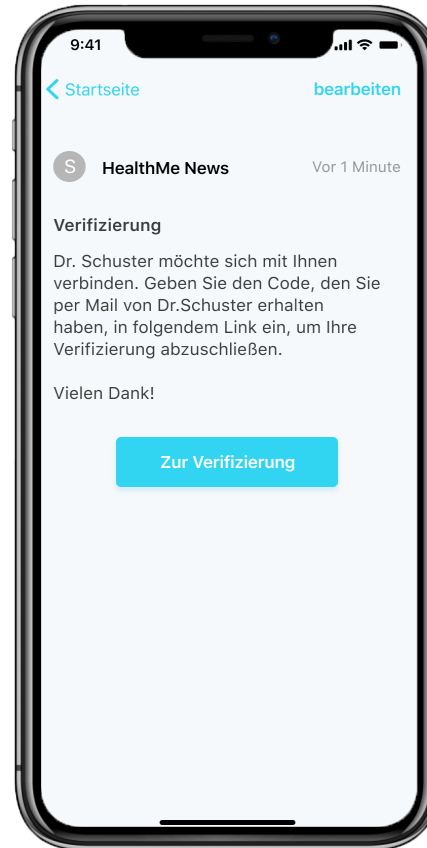 9:41
Startseite bearbeiten
S HealthMe News Vor 1 Minute
Verifizierung
Dr. Schuster möchte sich mit Ihnen
verbinden. Geben Sie den Code, den Sie
per Mail von Dr.Schuster erhalten
haben, in folgendem Link ein, um Ihre
Verifizierung abzuschließen.
Vielen Dank!
Zur Verifizierung